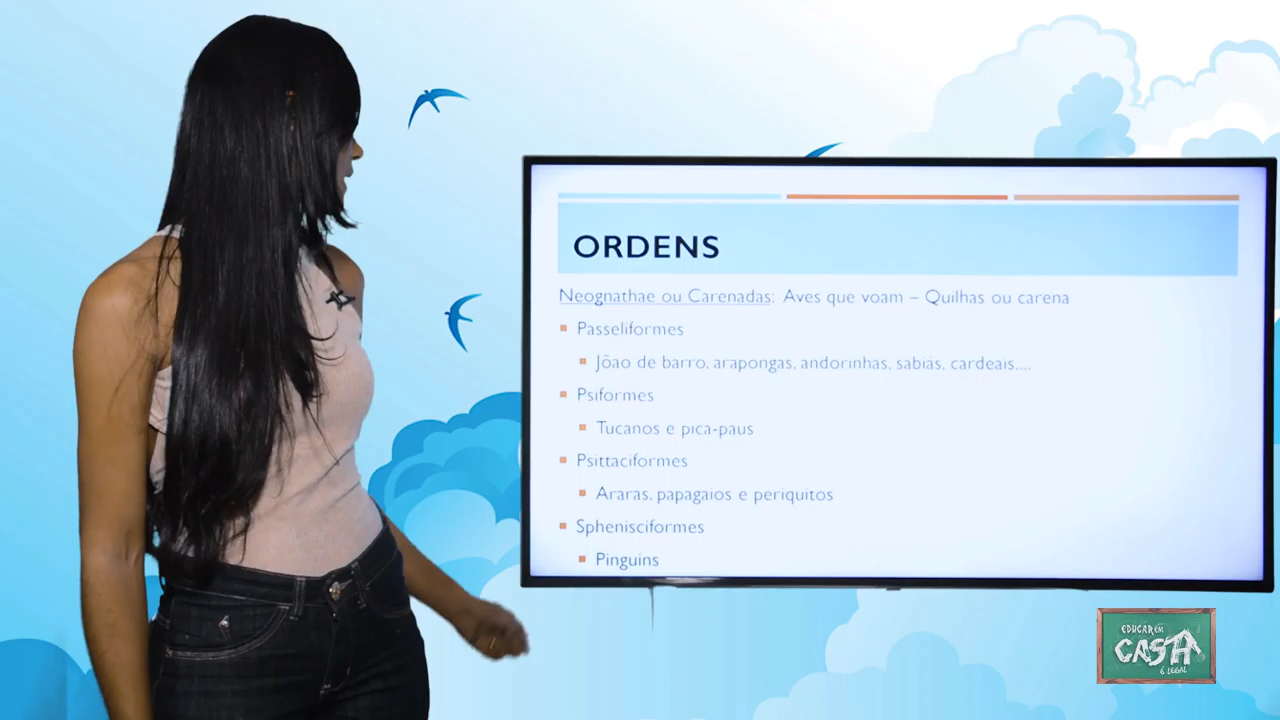 ORDENS
Neognathae ou Carenadas: Aves que voam – Quilhas ou carena
Passeliformes
Jõao de barro, arapongas, andorinhas, sabiás, cardeais....
Psiformes
Tucanos e pica-paus
Psittaciformes
Araras, papagaios e periquitos
Sphenisciformes
Pinguins
EDUCAR EM
CASA
É LEGAL